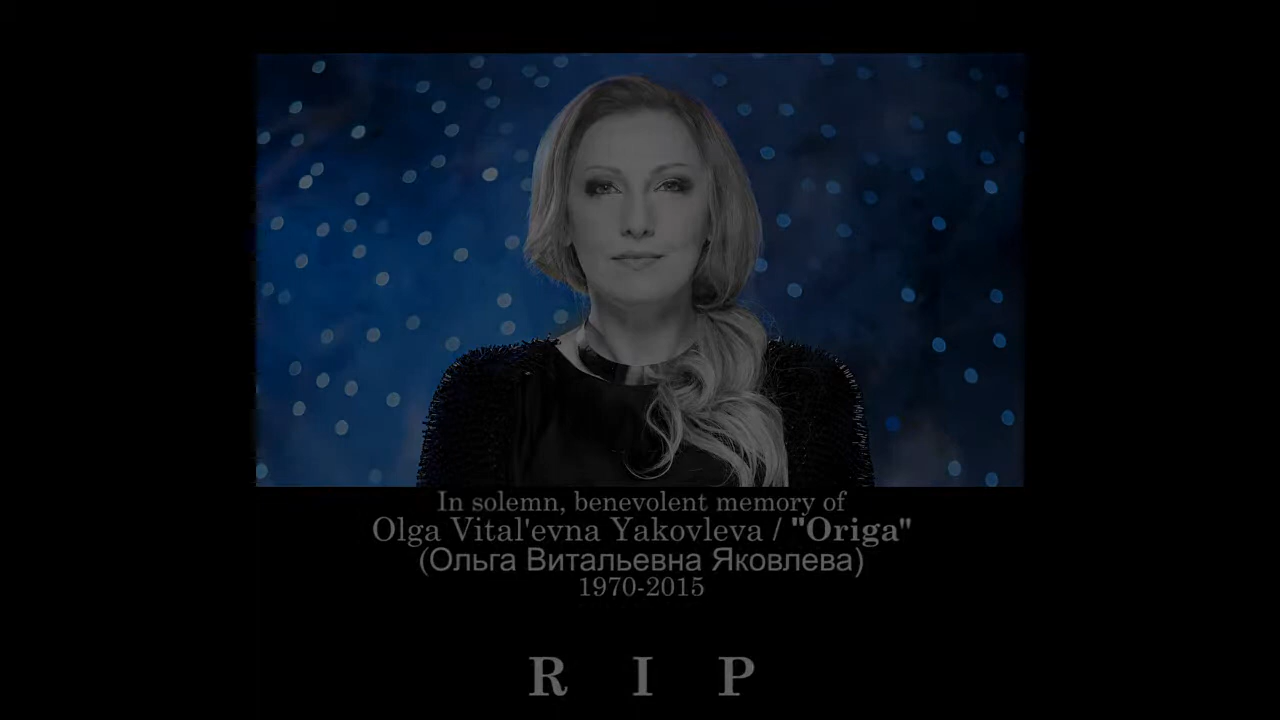 In solemn, benevolent memory of
Olga Vital'evna Yakovleva / "Origa"
(Ольга Витальевна Яковлева)
1970-2015
R I P